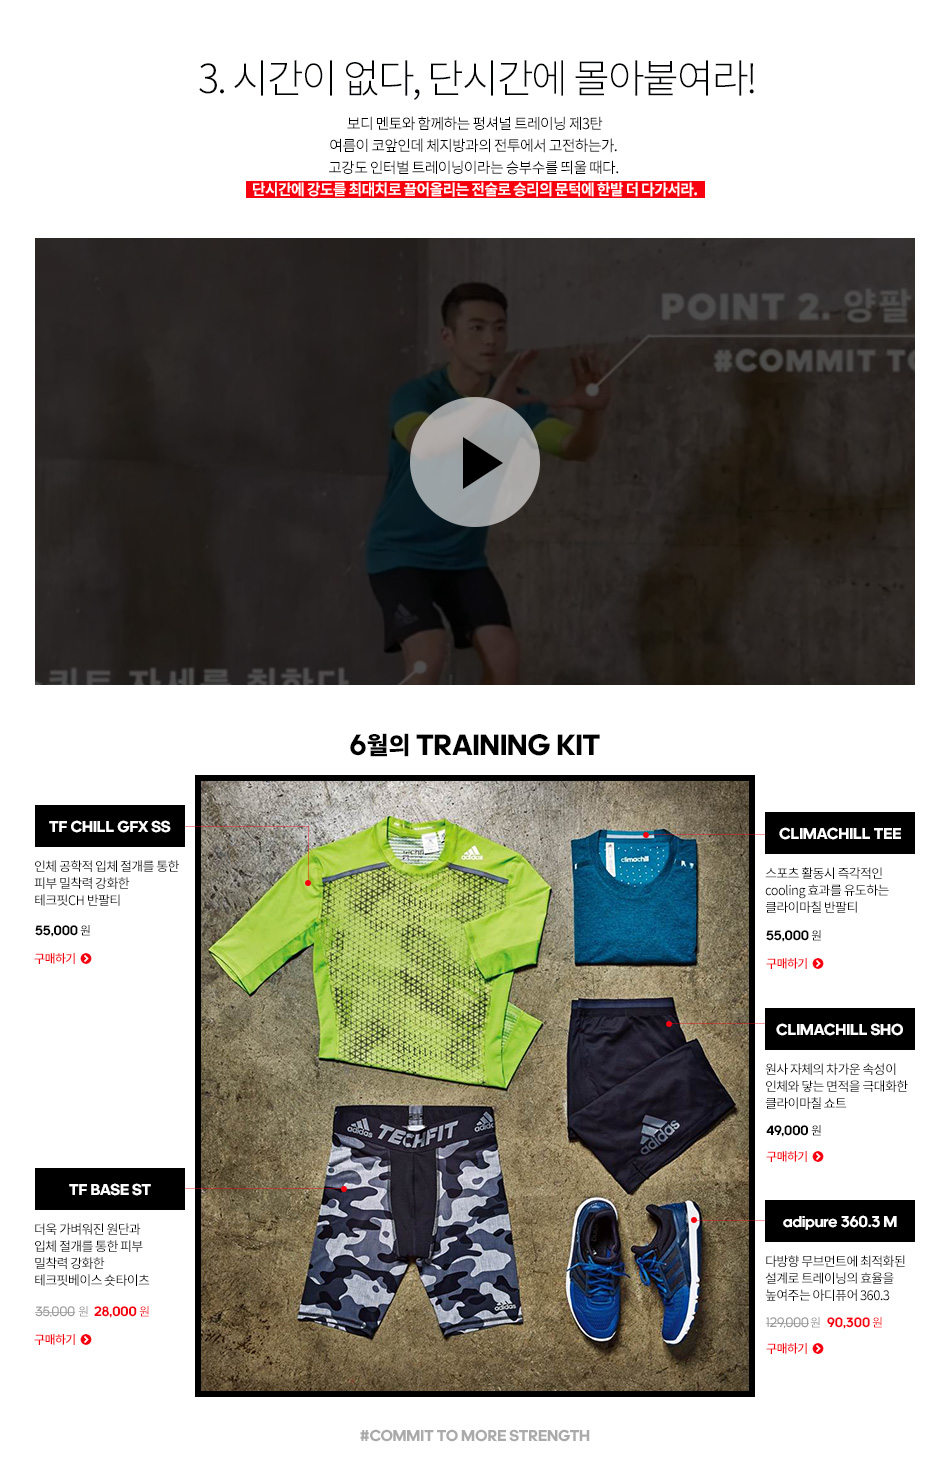 3. 시간이 없다, 단시간에 몰아붙여라!
보디 멘토와 함께하는 펑셔널 트레이닝 제3탄
여름이 코앞인데 체지방과의 전투에서 고전하는가.
고강도 인터벌 트레이닝이라는 승부수를 띄울 때다.
단시간에 강도를 최대치로 끌어올리는 전술로 승리의 문턱에 한발 더 다가서라.
POINT 2. 양팔
#COMMIT TO
자세를 취한다
6월의 TRAINING KIT
TF CHILL GFX SS
인체 공학적 입체 절개를 통한
피부 밀착력 강화한
테크핏CH 반팔티
55,000 원
구매하기
TF BASE ST
더욱 가벼워진 원단과
입체 절개를 통한 피부
밀착력 강화한
테크핏베이스 숏타이츠
35,000 원 28,000 원
구매하기
techfit
adidas
climachill
adidas
adidas
TECHFIT
adidas
adidas
CLIMACHILL TEE
스포츠 활동시 즉각적인
cooling 효과를 유도하는
클라이마칠 반팔티
55,000 원
구매하기
CLIMACHILL SHO
원사 자체의 차가운 속성이
인체와 닿는 면적을 극대화한
클라이마칠 쇼트
49,000 원
구매하기
adipure 360.3 M
다방향 무브먼트에 최적화된
설계로 트레이닝의 효율을
높여주는 아디퓨어 360.3
129,000 원 90,300 원
구매하기
#COMMIT TO MORE STRENGTH